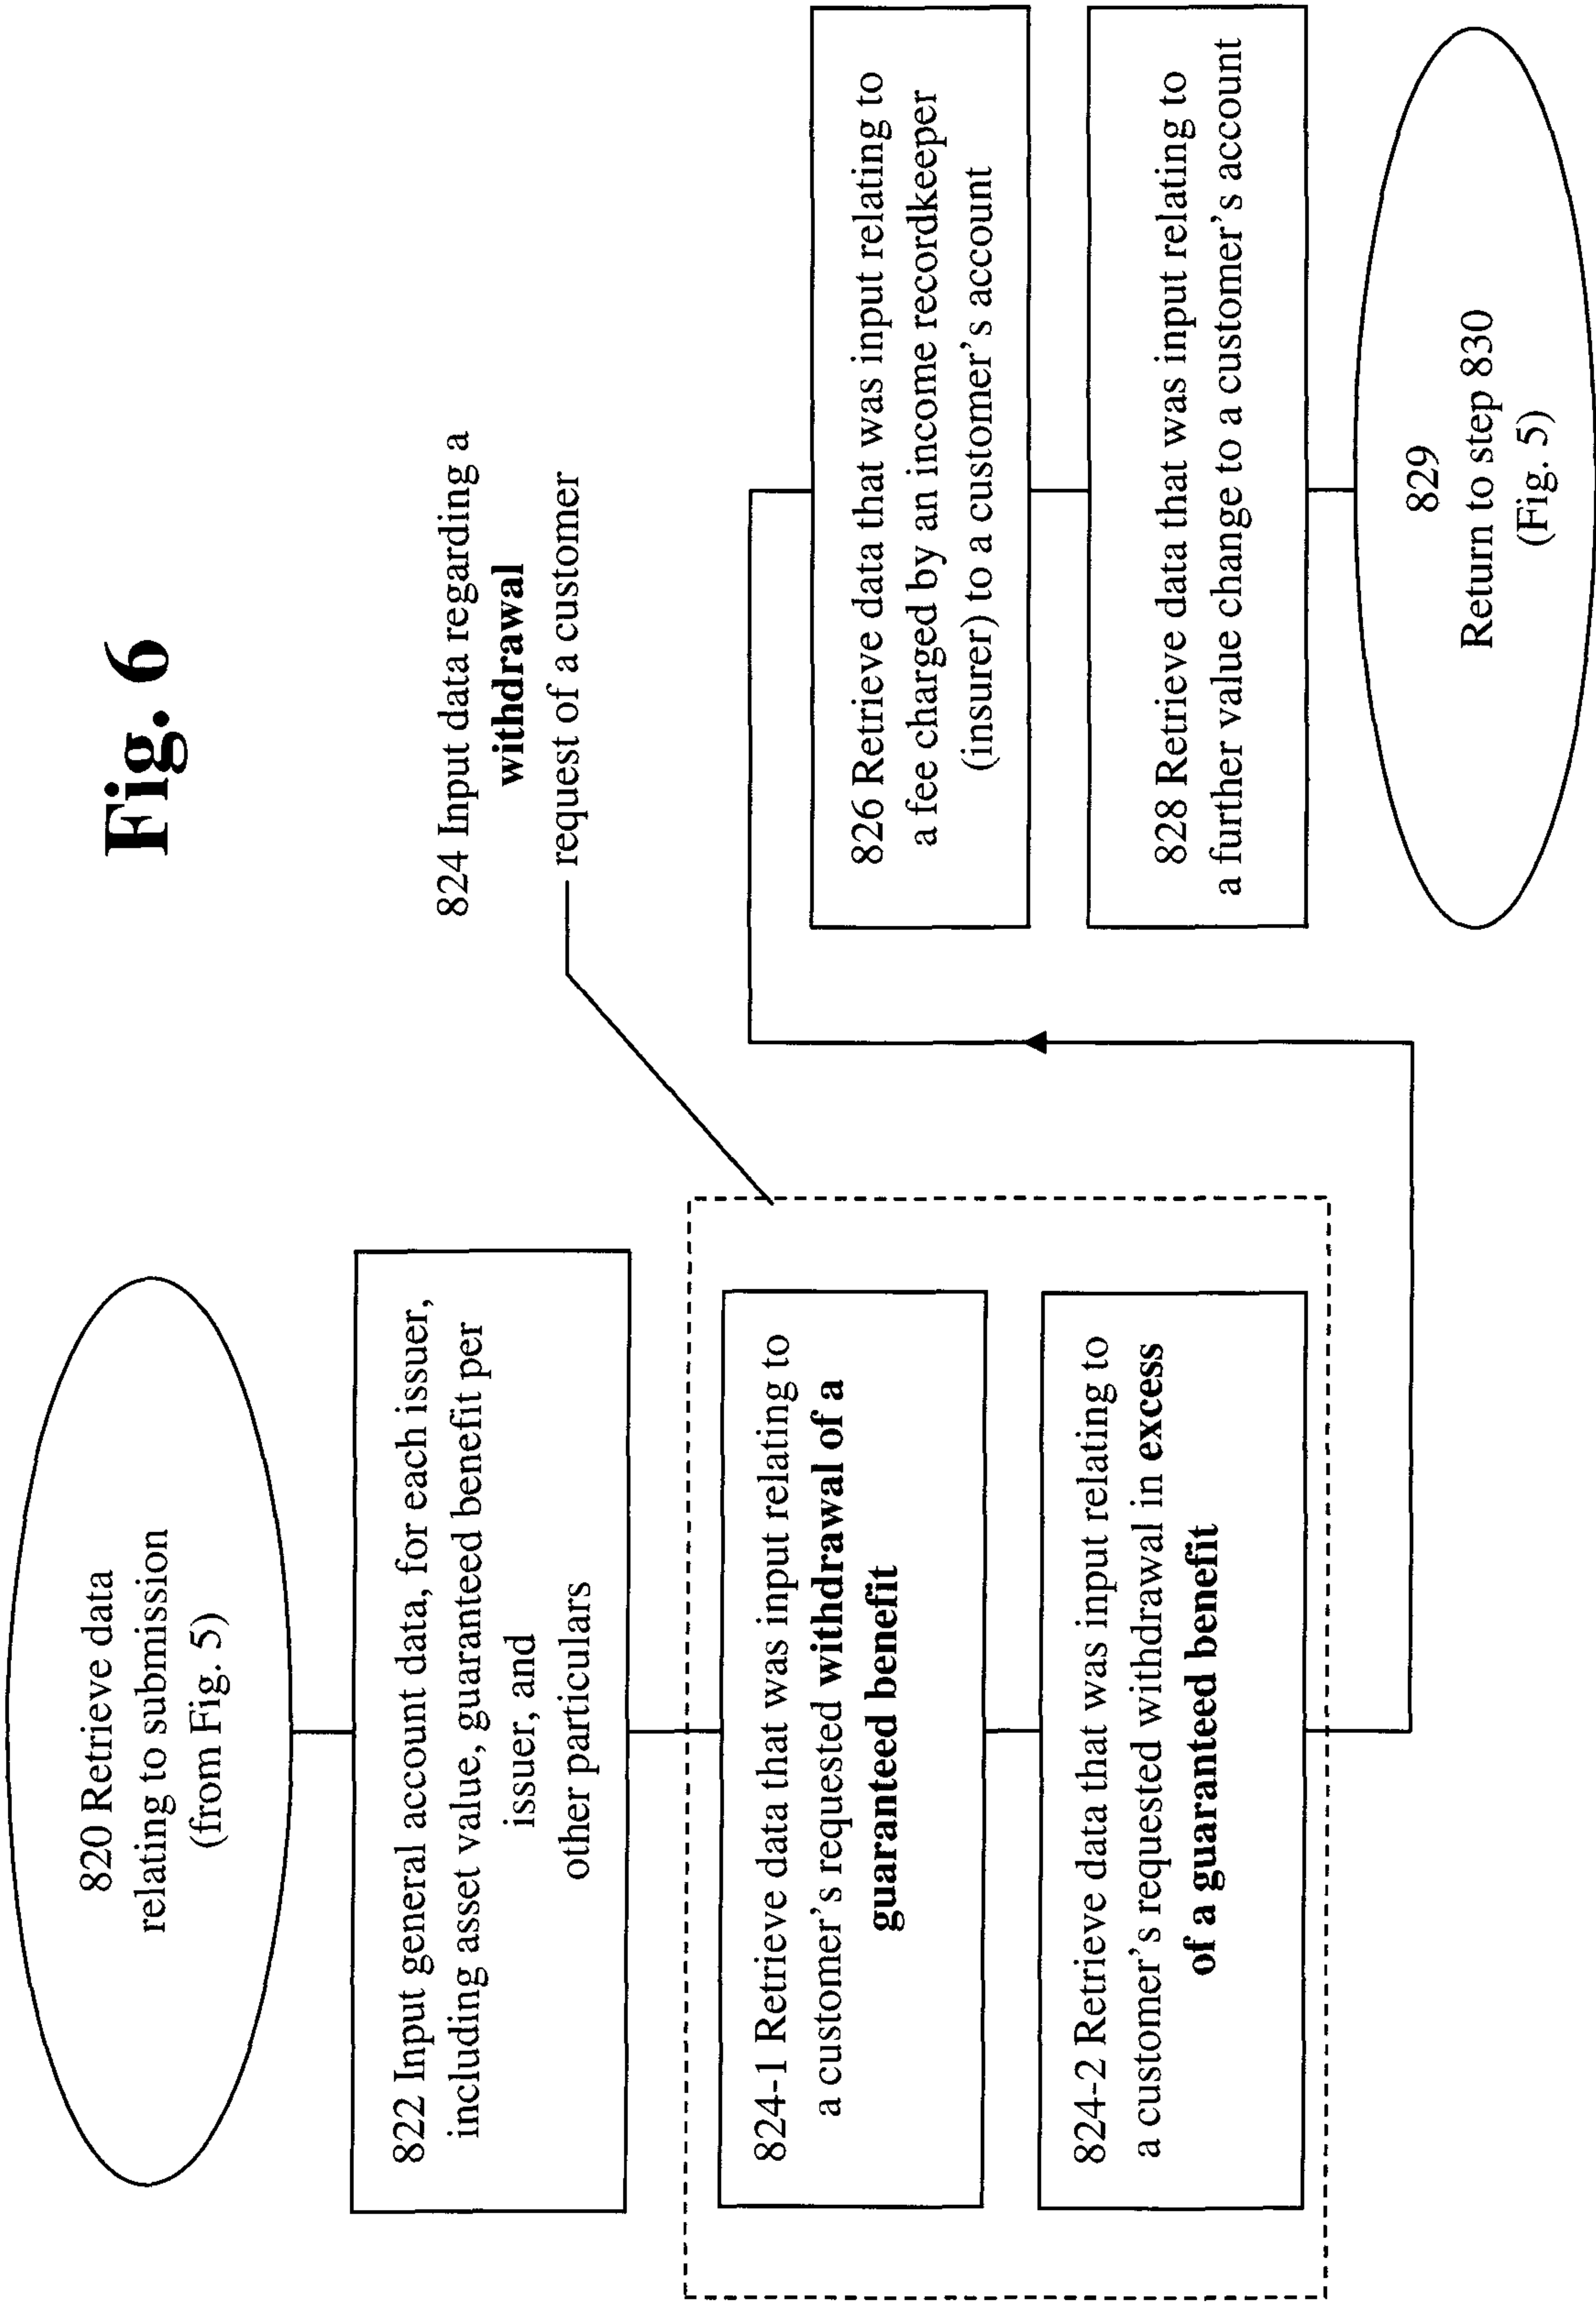 Fig. 6
820 Retrieve data
relating to submission
(from Fig. 5)
822 Input general account data, for each issuer,
including asset value, guaranteed benefit per
issuer, and
other particulars
824 Input data regarding a
withdrawal
request of a customer
824-1 Retrieve data that was input relating to
a customer's requested withdrawal of a
guaranteed benefit
824-2 Retrieve data that was input relating to
a customer's requested withdrawal in excess
of a guaranteed benefit
826 Retrieve data that was input relating to
a fee charged by an income recordkeeper
(insurer) to a customer's account
828 Retrieve data that was input relating to
a further value change to a customer's account
829
Return to step 830
(Fig. 5)